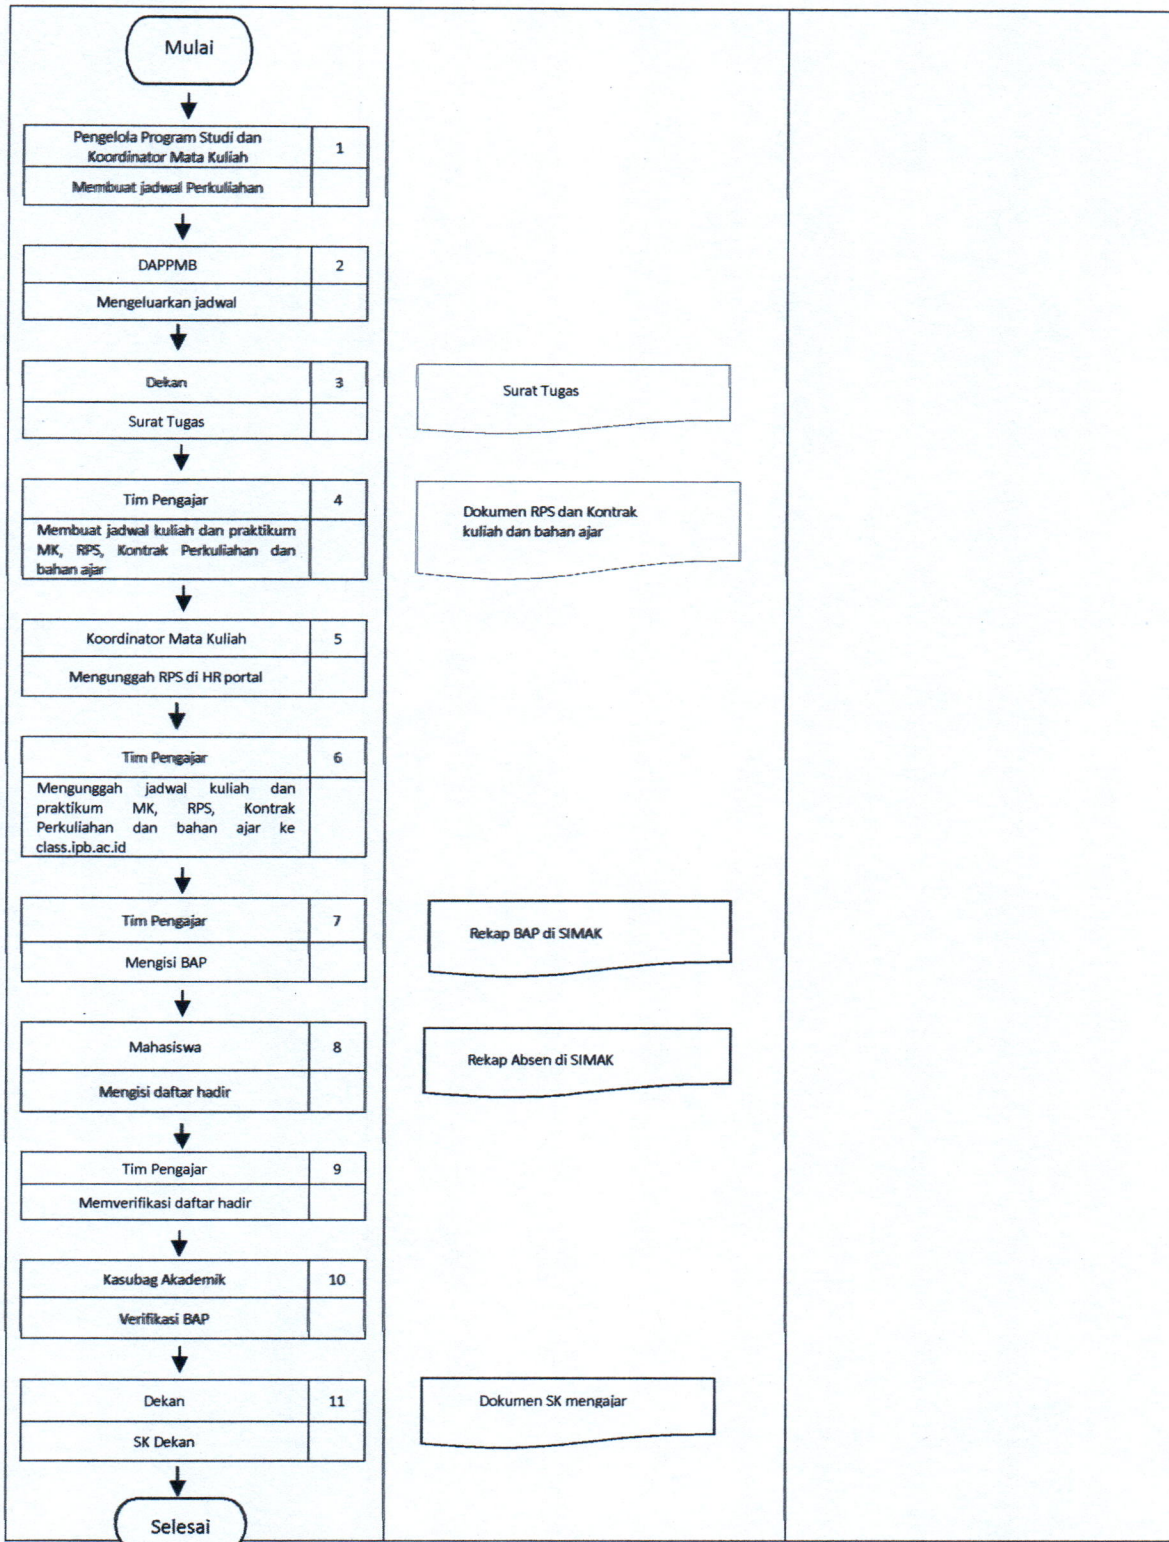 Mulai
Pengelola Program Studi dan
Koordinator Mata Kuliah
1
Membuat jadwal Perkuliahan
DAPPMB
2
Mengeluarkan jadwal
Dekan
3
Surat Tugas
Surat Tugas
Tim Pengajar
4
Membuat jadwal kuliah dan praktikum
MK, RPS, Kontrak Perkuliahan dan
bahan ajar
Dokumen RPS dan Kontrak
kuliah dan bahan ajar
Koordinator Mata Kuliah
5
Mengunggah RPS di HR portal
Tim Pengajar
6
Mengunggah jadwal kuliah dan
praktikum MK, RPS, Kontrak
Perkuliahan dan bahan ajar ke
class.ipb.ac.id
Tim Pengajar
7
Mengisi BAP
Rekap BAP di SIMAK
Mahasiswa
8
Mengisi daftar hadir
Rekap Absen di SIMAK
Tim Pengajar
9
Memverifikasi daftar hadir
Kasubag Akademik
10
Verifikasi BAP
Dekan
11
SK Dekan
Dokumen SK mengajar
Selesai